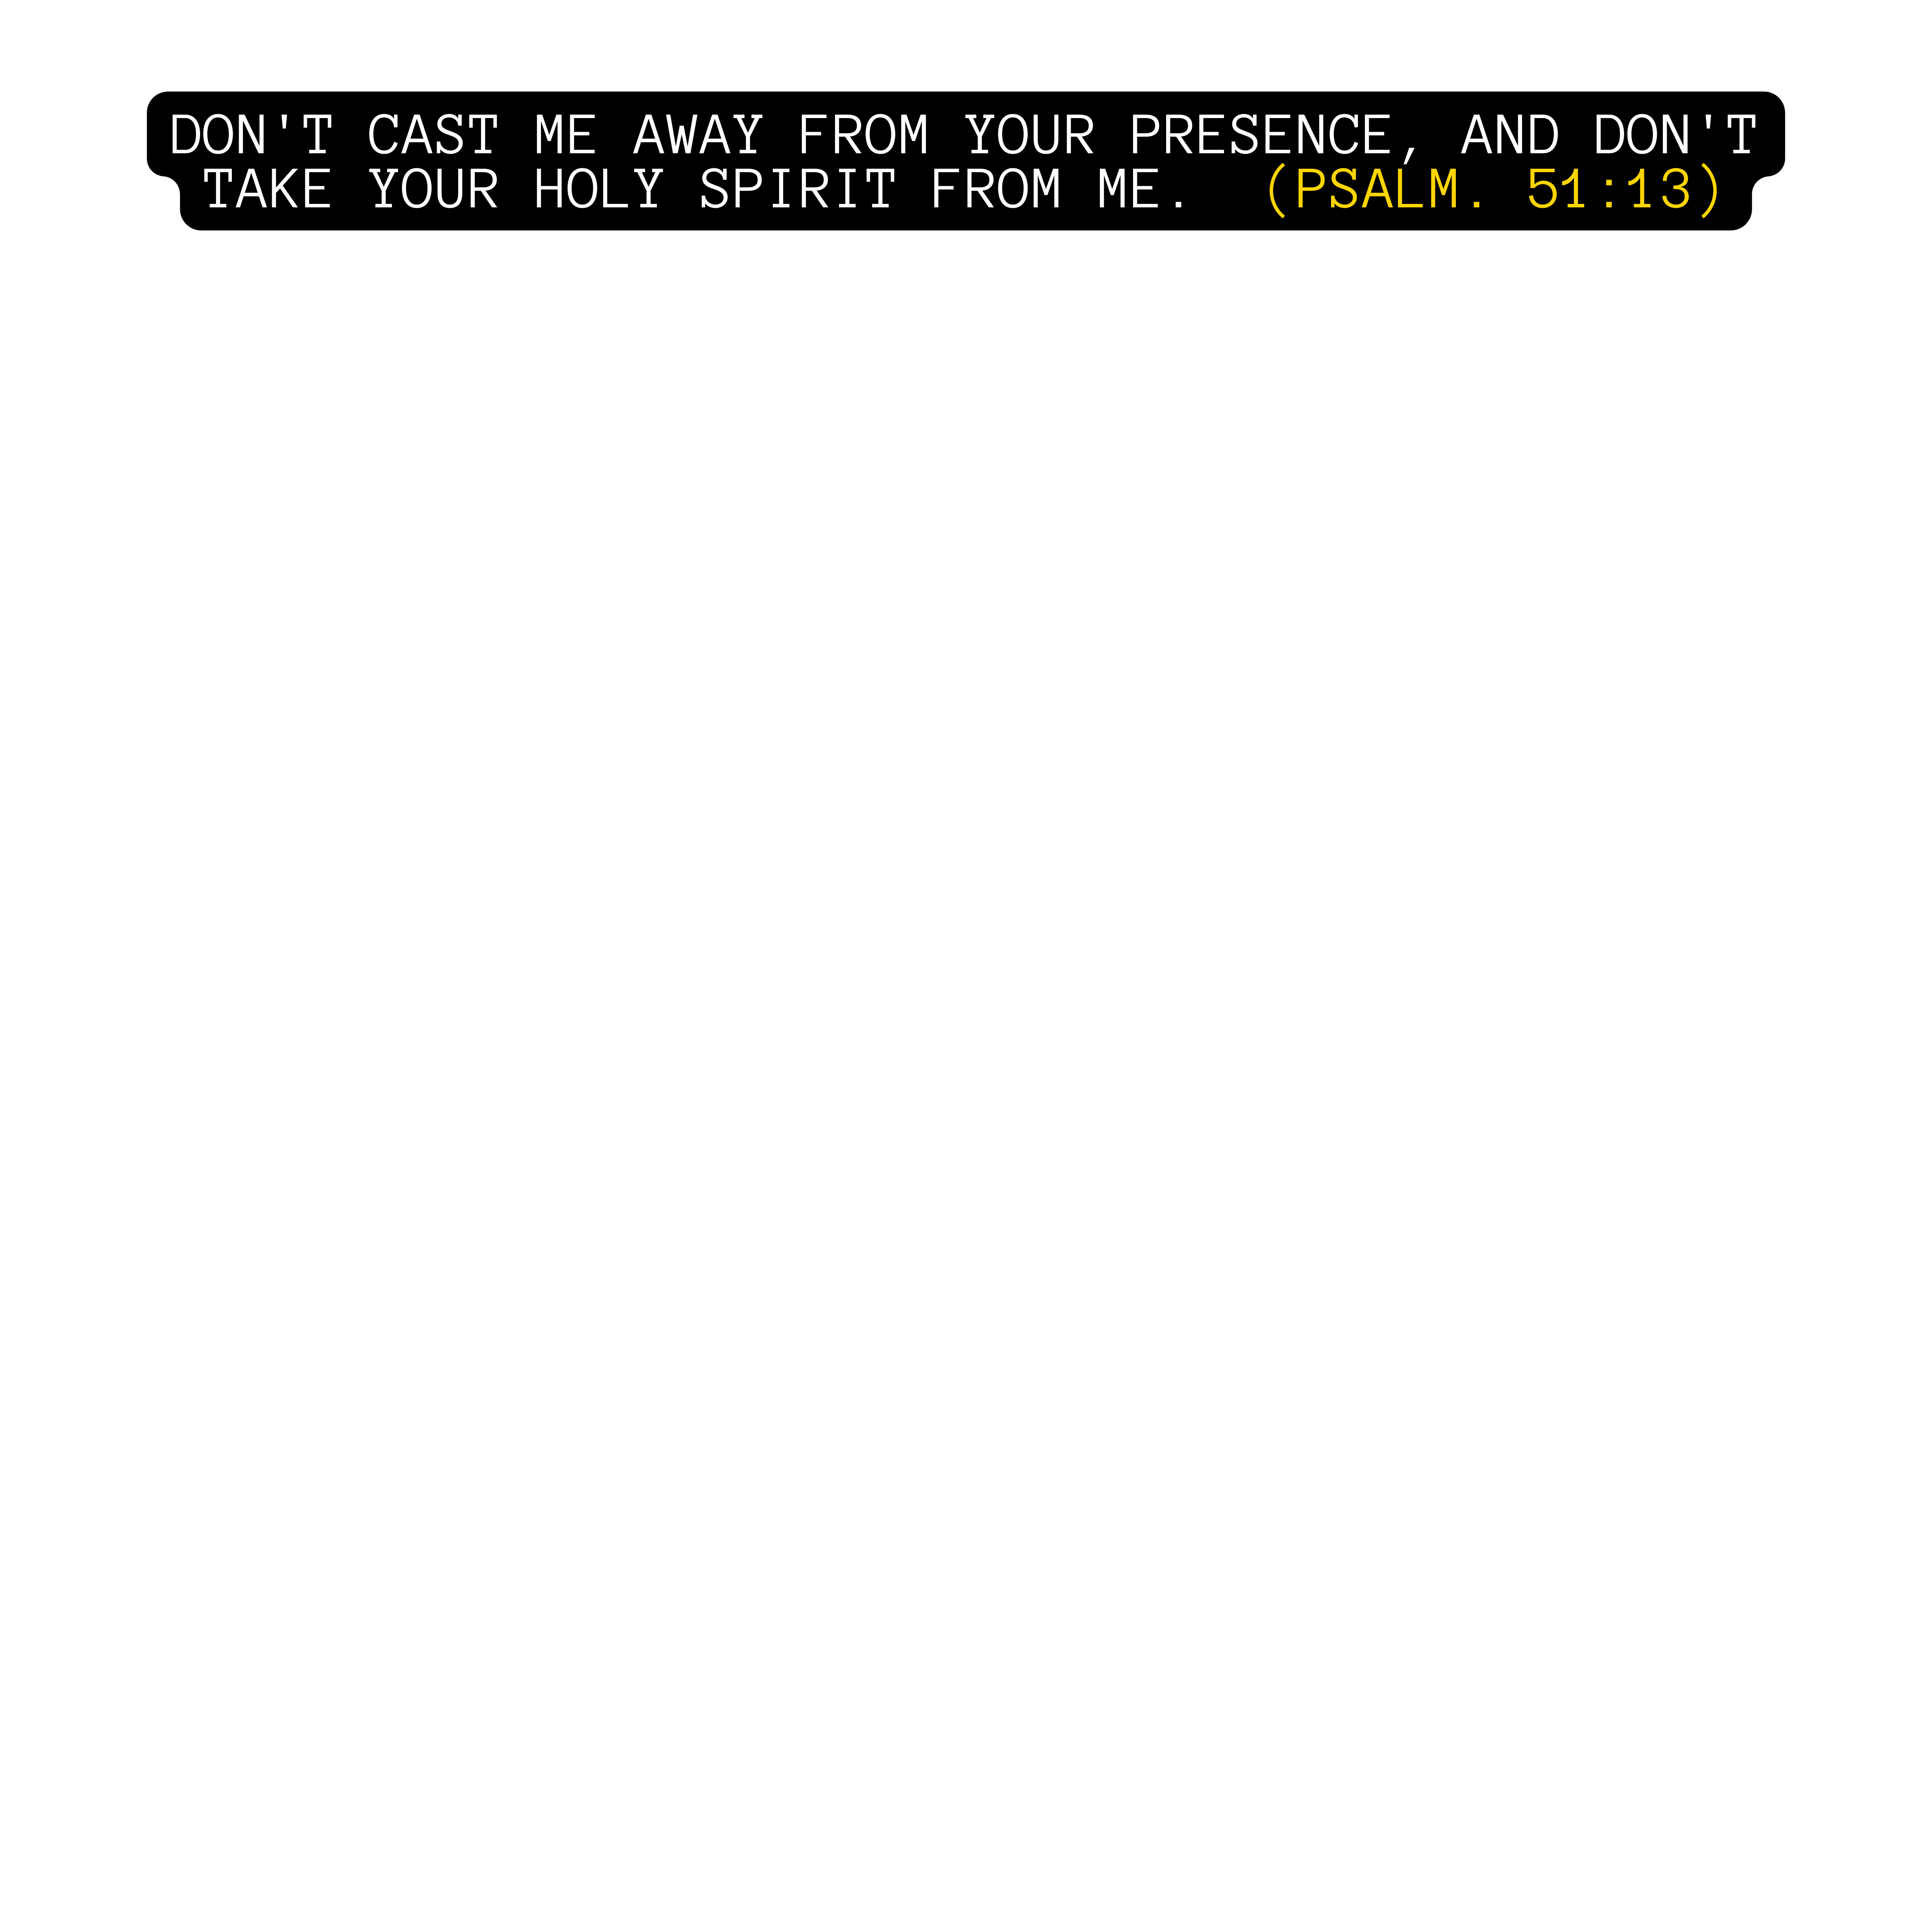 DON'T CAST ME AWAY FROM YOUR PRESENCE, AND DON'T
TAKE YOUR HOLY SPIRIT FROM ME. (PSALM. 51:13)